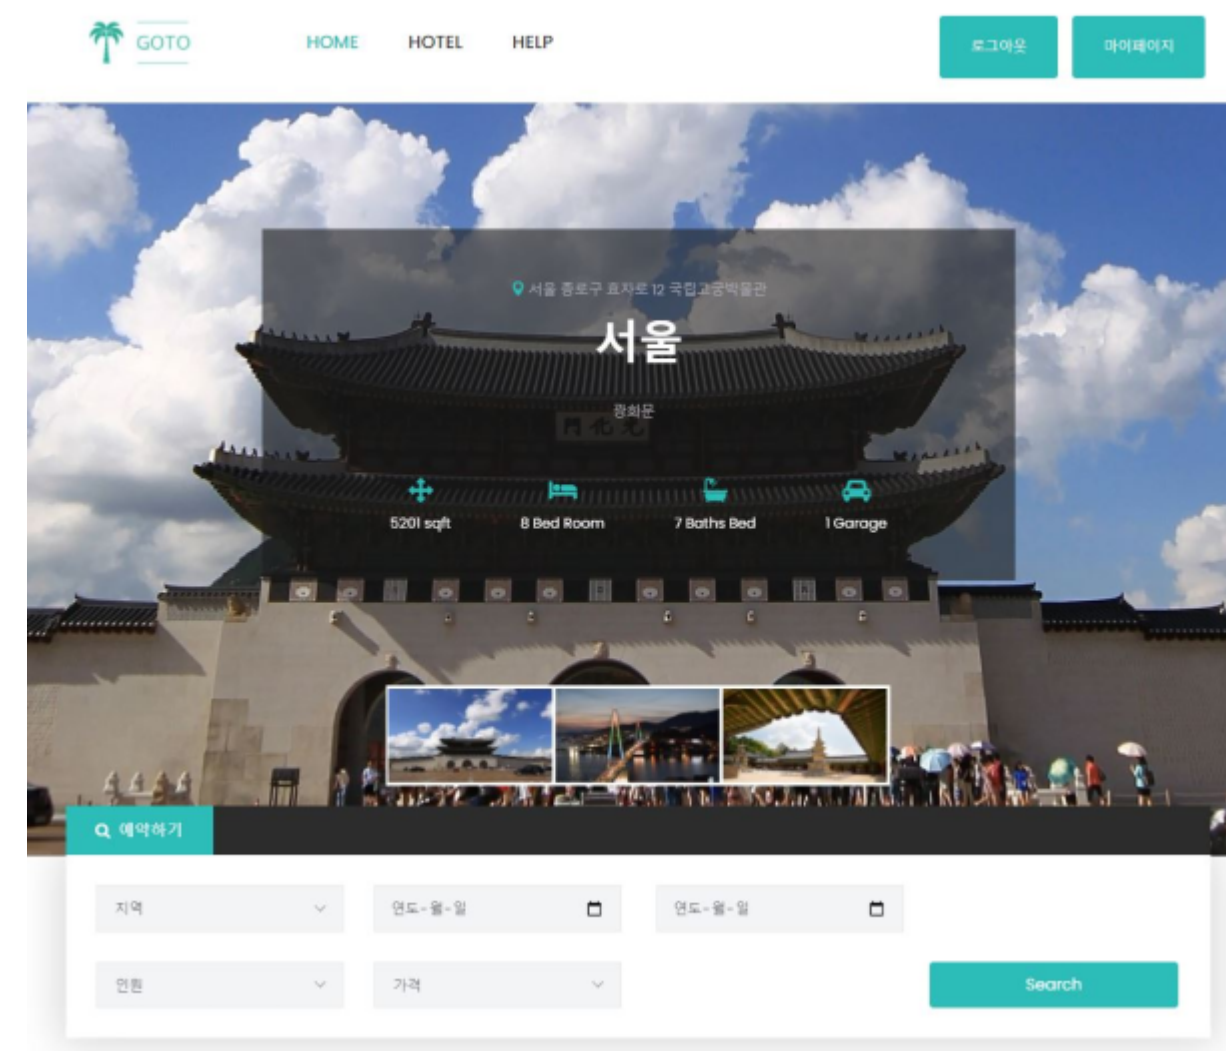 GOTO
HOME HOTEL HELP
로그아웃 마이페이지
서울 종로구 효자로 12 국립고궁박물관
서울
광화문
門化光
5201 sqft 8 Bed Room 7 Baths Bed 1 Garage
예약하기
지역 연도-월-일 연도-월-일
인원 가격 Search